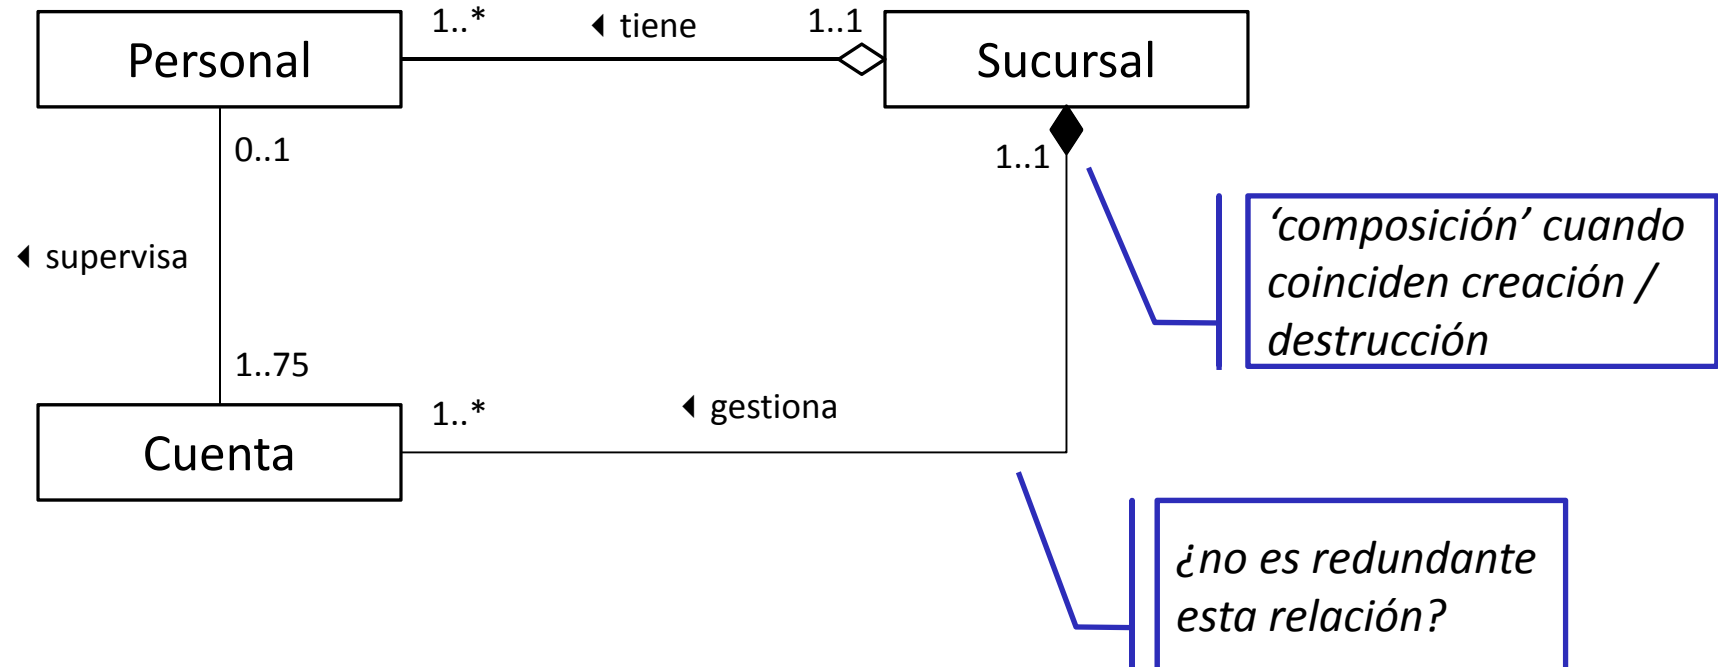 1..*
◂ tiene
1..1
Personal
Sucursal
0..1
1..1
‘composición’ cuando
coinciden creación /
destrucción
◂ supervisa
1..75
1..*
◂ gestiona
Cuenta
¿no es redundante
esta relación?